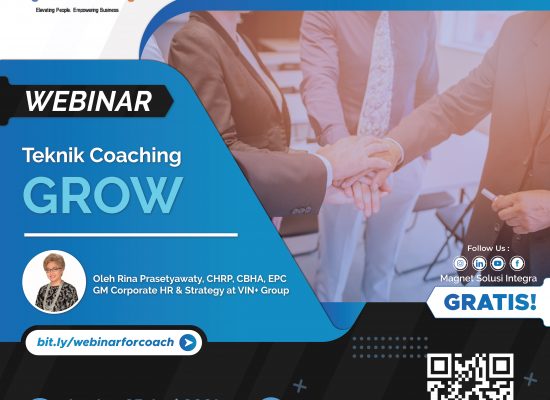 Elevating People. Empowering Business
WEBINAR
Teknik Coaching
GROW
Oleh Rina Prasetyawaty, CHRP, CBHA, EPC
GM Corporate HR & Strategy at VIN+ Group
bit.ly/webinarforcoach
Follow Us :
Magnet Solusi Integra
GRATIS!